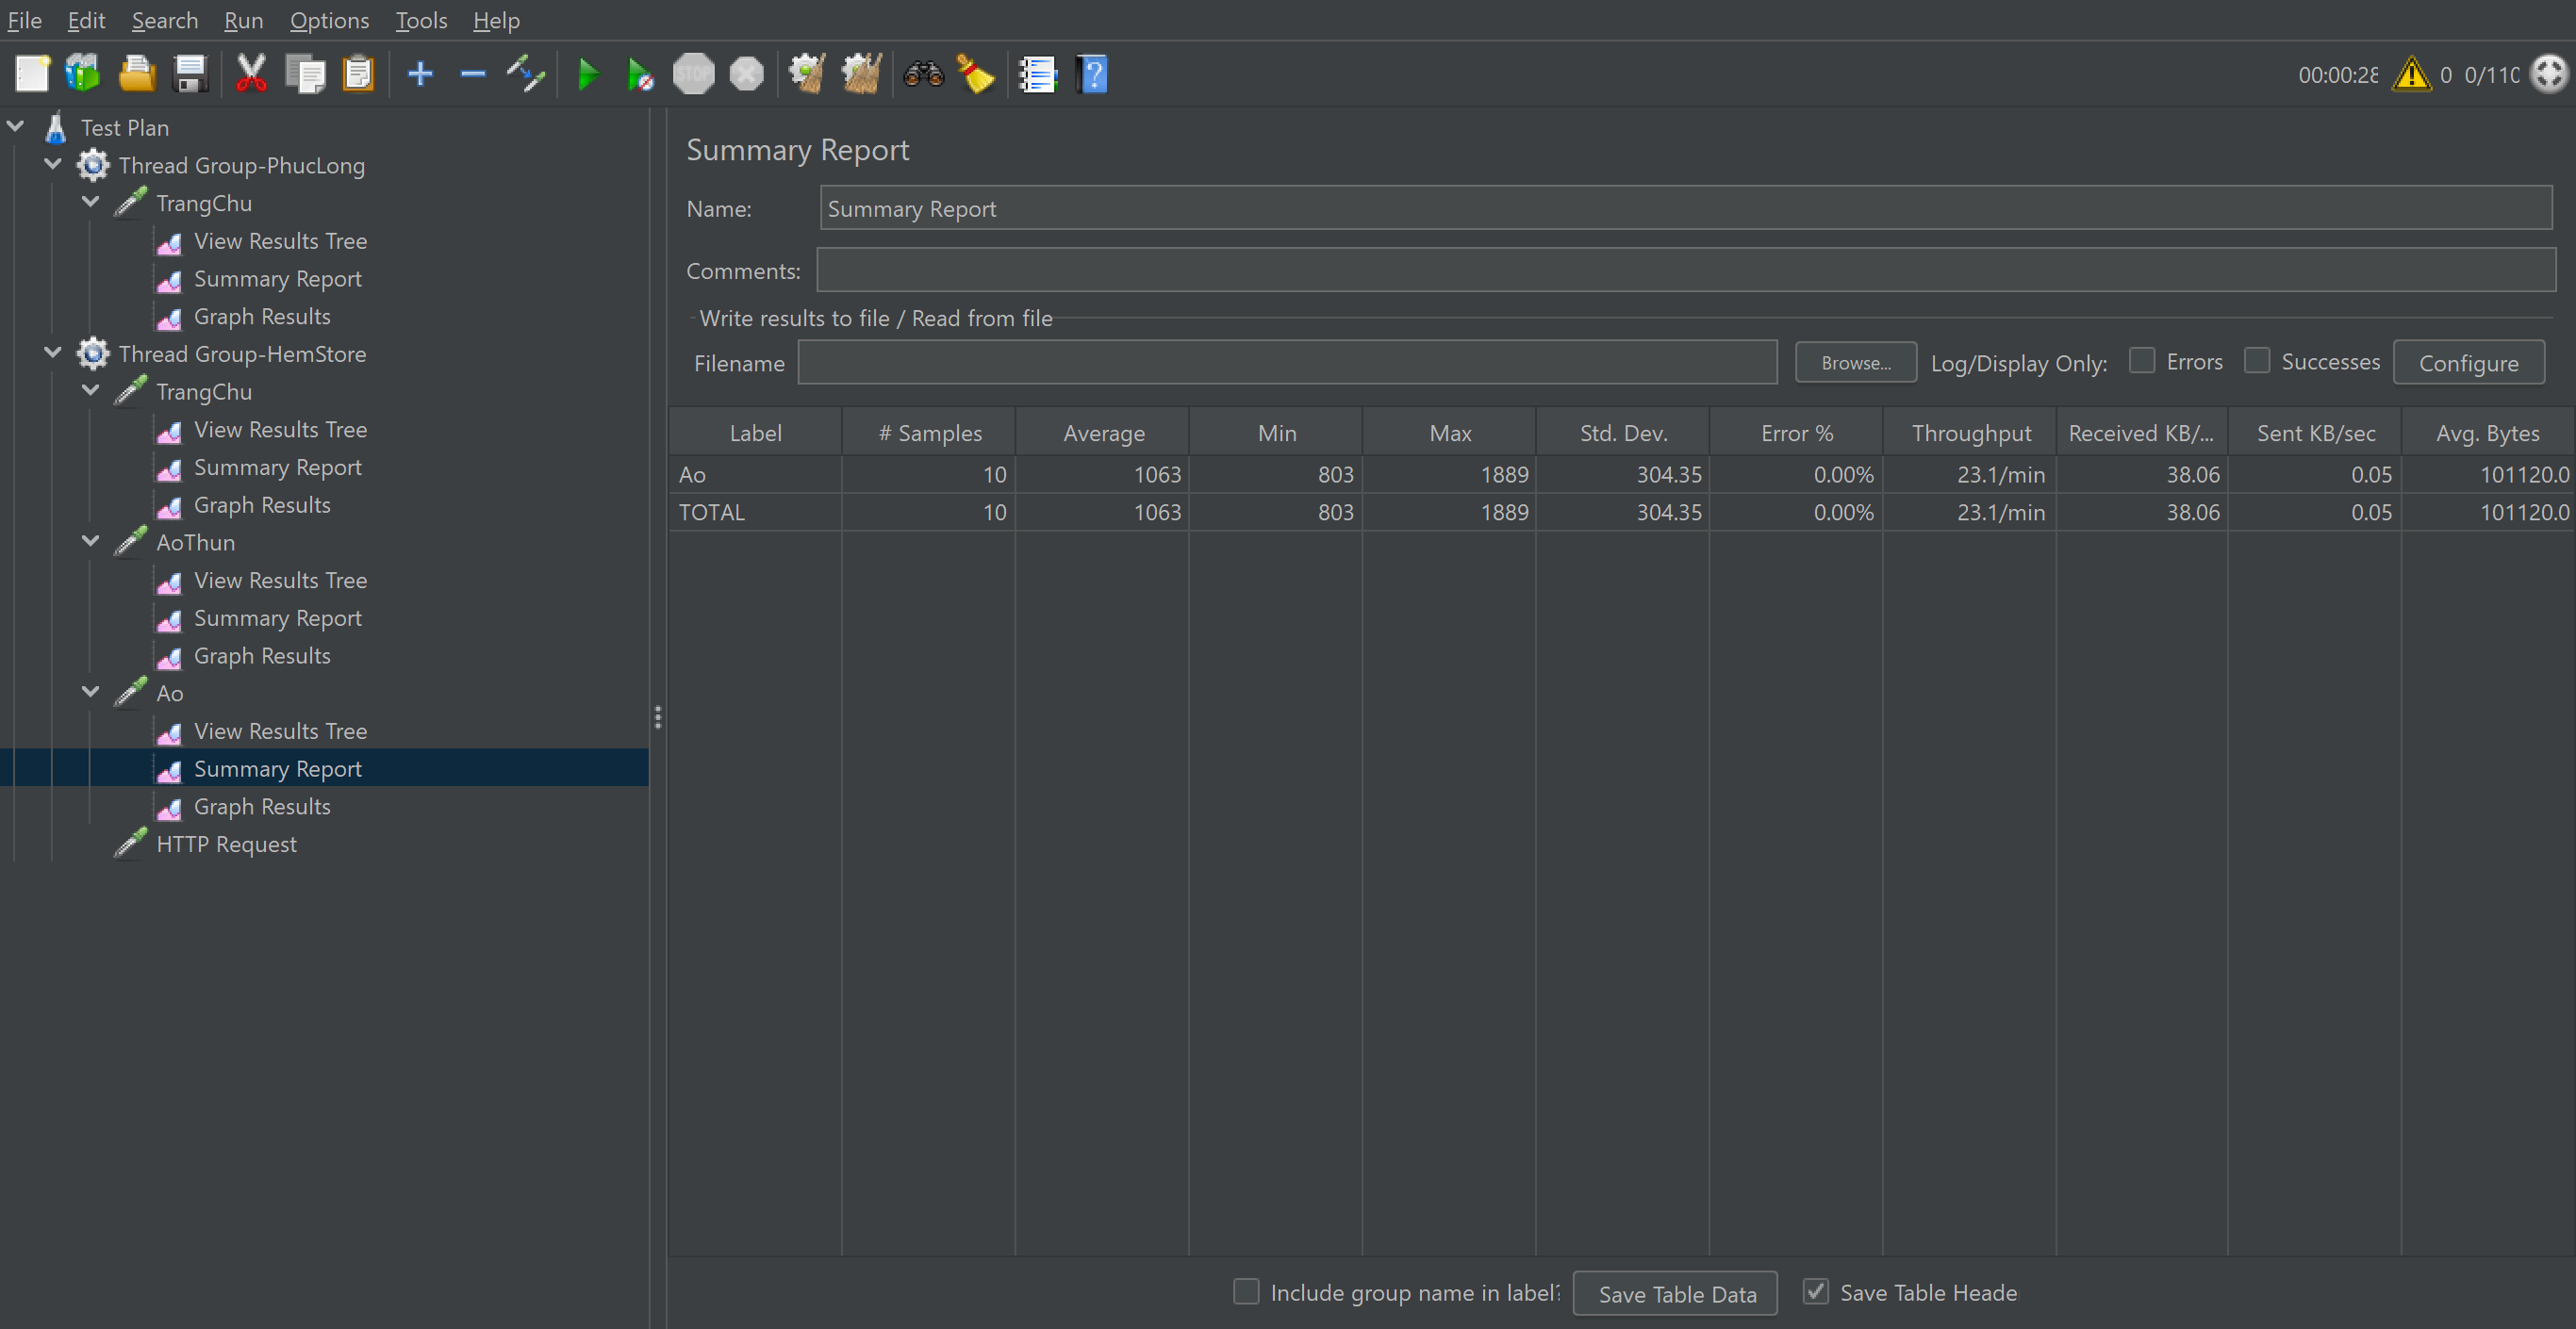 File Edit Search Run Options Tools Help
STOP
00:00:28 0 0/110
Test Plan
Thread Group-PhucLong
TrangChu
View Results Tree
Summary Report
Graph Results
Thread Group-HemStore
TrangChu
View Results Tree
Summary Report
Graph Results
AoThun
View Results Tree
Summary Report
Graph Results
Ao
View Results Tree
Summary Report
Graph Results
HTTP Request
Summary Report
Name: Summary Report
Comments:
Write results to file / Read from file
Filename Browse... Log/Display Only: Errors Successes Configure
Label # Samples Average Min Max Std. Dev. Error % Throughput Received KB/... Sent KB/sec Avg. Bytes
Ao 10 1063 803 1889 304.35 0.00% 23.1/min 38.06 0.05 101120.0
TOTAL 10 1063 803 1889 304.35 0.00% 23.1/min 38.06 0.05 101120.0
Include group name in label? Save Table Data Save Table Heade